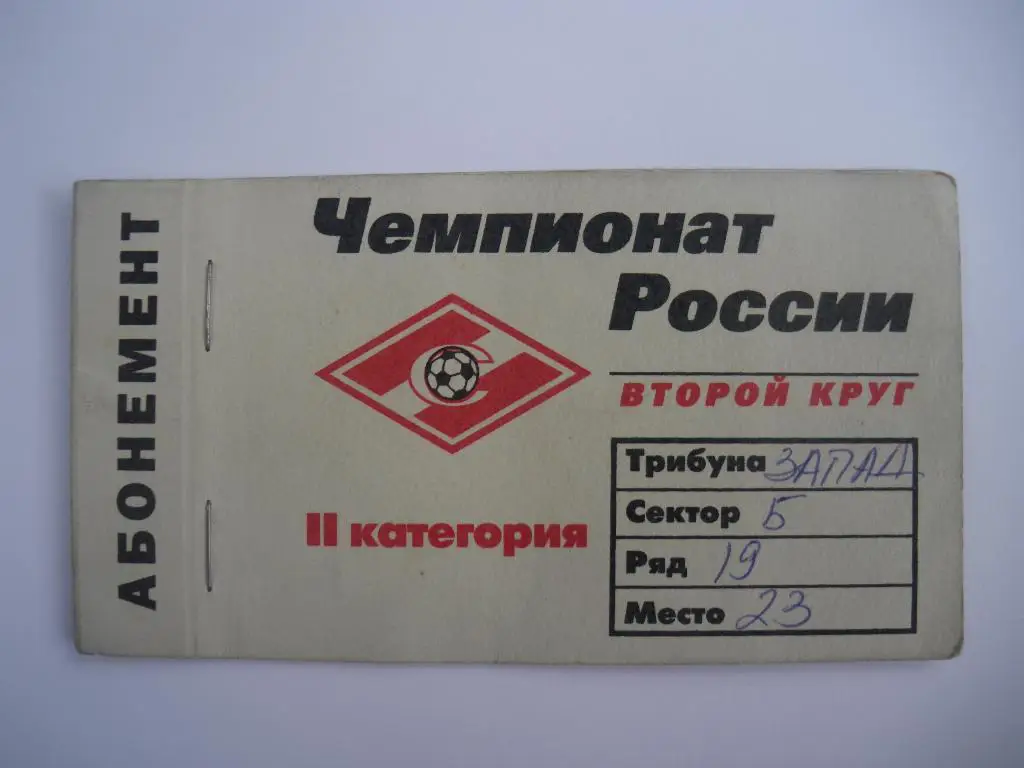 АБОНЕМЕНТ
Чемпионат
России
ВТОРОЙ КРУГ
С
II категория
Трибуна ЗАПАД
Сектор Б
Ряд 19
Место 23